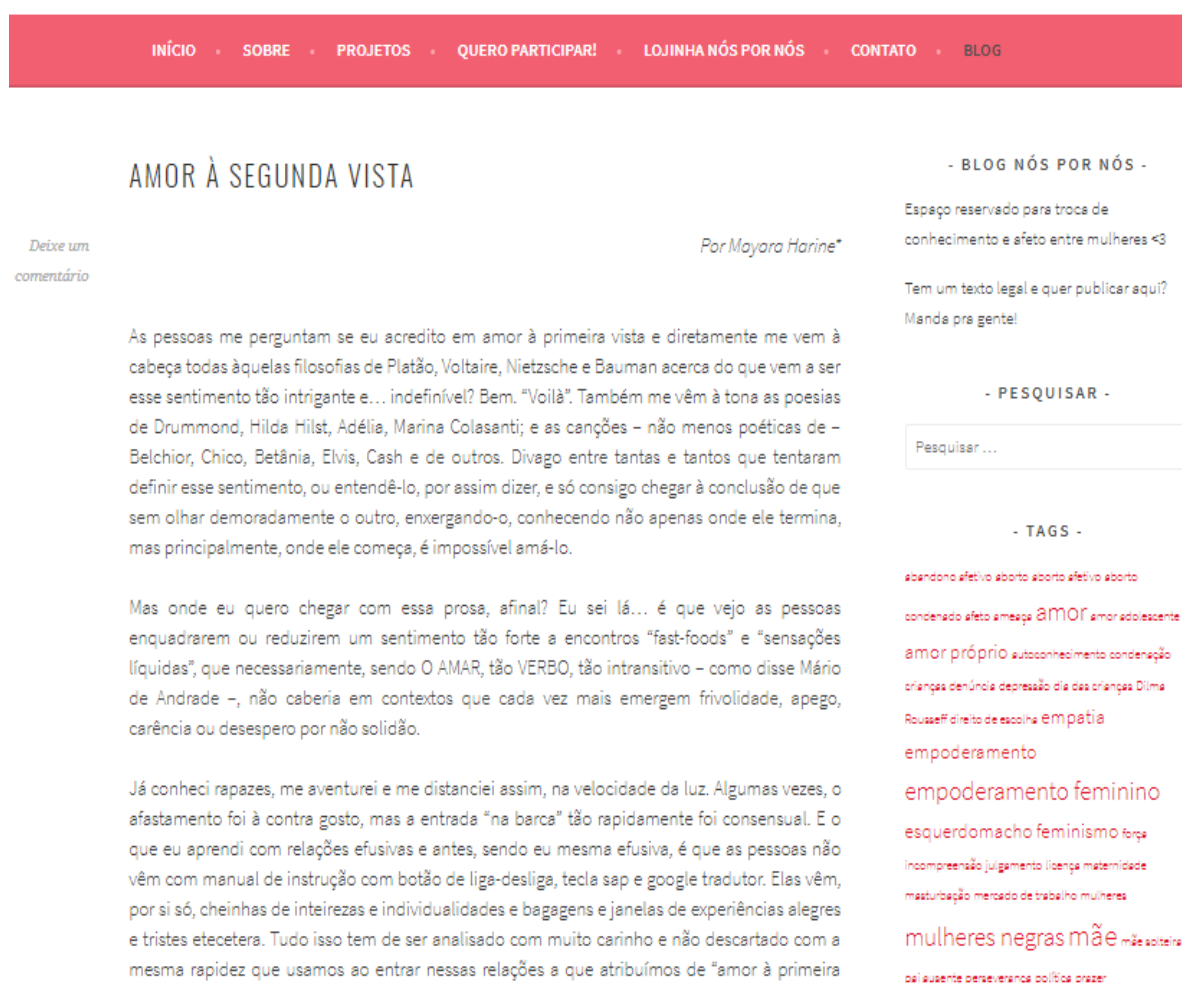 INÍCIO • SOBRE • PROJETOS • QUERO PARTICIPAR! • LOJINHA NÓS POR NÓS • CONTATO • BLOG
AMOR À SEGUNDA VISTA
Deixe um
comentário
Por Mayara Harine*
As pessoas me perguntam se eu acredito em amor à primeira vista e diretamente me vem à
cabeça todas àquelas filosofias de Platão, Voltaire, Nietzsche e Bauman acerca do que vem a ser
esse sentimento tão intrigante e… indefinível? Bem. “Voilà”. Também me vêm à tona as poesias
de Drummond, Hilda Hilst, Adélia, Marina Colasanti; e as canções – não menos poéticas de –
Belchior, Chico, Betânia, Elvis, Cash e de outros. Divago entre tantas e tantos que tentaram
definir esse sentimento, ou entendê-lo, por assim dizer, e só consigo chegar à conclusão de que
sem olhar demoradamente o outro, enxergando-o, conhecendo não apenas onde ele termina,
mas principalmente, onde ele começa, é impossível amá-lo.
Mas onde eu quero chegar com essa prosa, afinal? Eu sei lá… é que vejo as pessoas
enquadrarem ou reduzirem um sentimento tão forte a encontros “fast-foods” e “sensações
líquidas”, que necessariamente, sendo O AMAR, tão VERBO, tão intransitivo – como disse Mário
de Andrade –, não caberia em contextos que cada vez mais emergem frivolidade, apego,
carência ou desespero por não solidão.
Já conheci rapazes, me aventurei e me distanciei assim, na velocidade da luz. Algumas vezes, o
afastamento foi à contra gosto, mas a entrada “na barca” tão rapidamente foi consensual. E o
que eu aprendi com relações efusivas e antes, sendo eu mesma efusiva, é que as pessoas não
vêm com manual de instrução com botão de liga-desliga, tecla sap e google tradutor. Elas vêm,
por si só, cheinhas de inteirezas e individualidades e bagagens e janelas de experiências alegres
e tristes etecetera. Tudo isso tem de ser analisado com muito carinho e não descartado com a
mesma rapidez que usamos ao entrar nessas relações a que atribuímos de “amor à primeira
- BLOG NÓS POR NÓS -
Espaço reservado para troca de
conhecimento e afeto entre mulheres <3
Tem um texto legal e quer publicar aqui?
Manda pra gente!
- PESQUISAR -
Pesquisar …
- TAGS -
abandono afetivo aborto aborto afetivo aborto
condenado afeto ameaça amor amor adolescente
amor próprio autoconhecimento condenação
crianças denúncia depressão dia das crianças Dilma
Rousseff direito de escolha empatia
empoderamento
empoderamento feminino
esquerdomacho feminismo força
incompreensão julgamento licença maternidade
masturbação mercado de trabalho mulheres
mulheres negras mãe mãe solteira
pai ausente perseverança política prazer